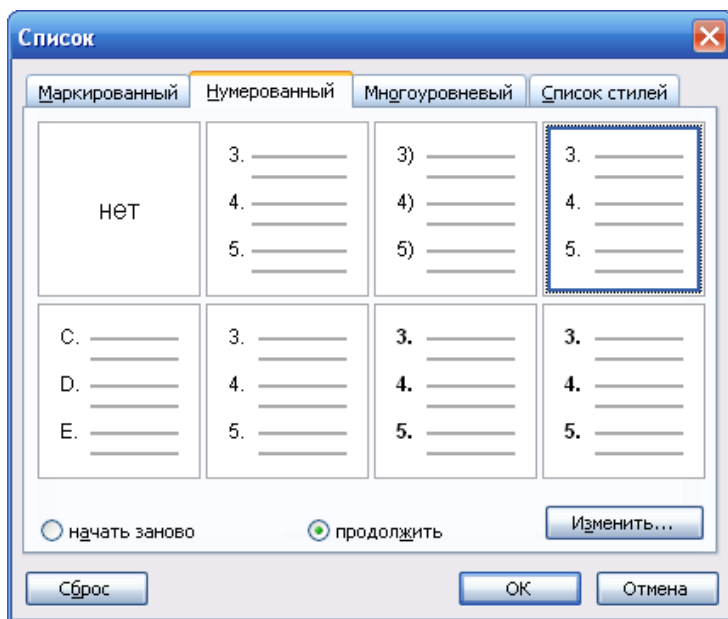 Список
Маркированный Нумерованный Многоуровневый Список стилей
нет
3.
4.
5.
3)
4)
5)
3.
4.
5.
C.
D.
E.
3.
4.
5.
3.
4.
5.
3.
4.
5.
начать заново продолжить Изменить...
Сброс ОК Отмена